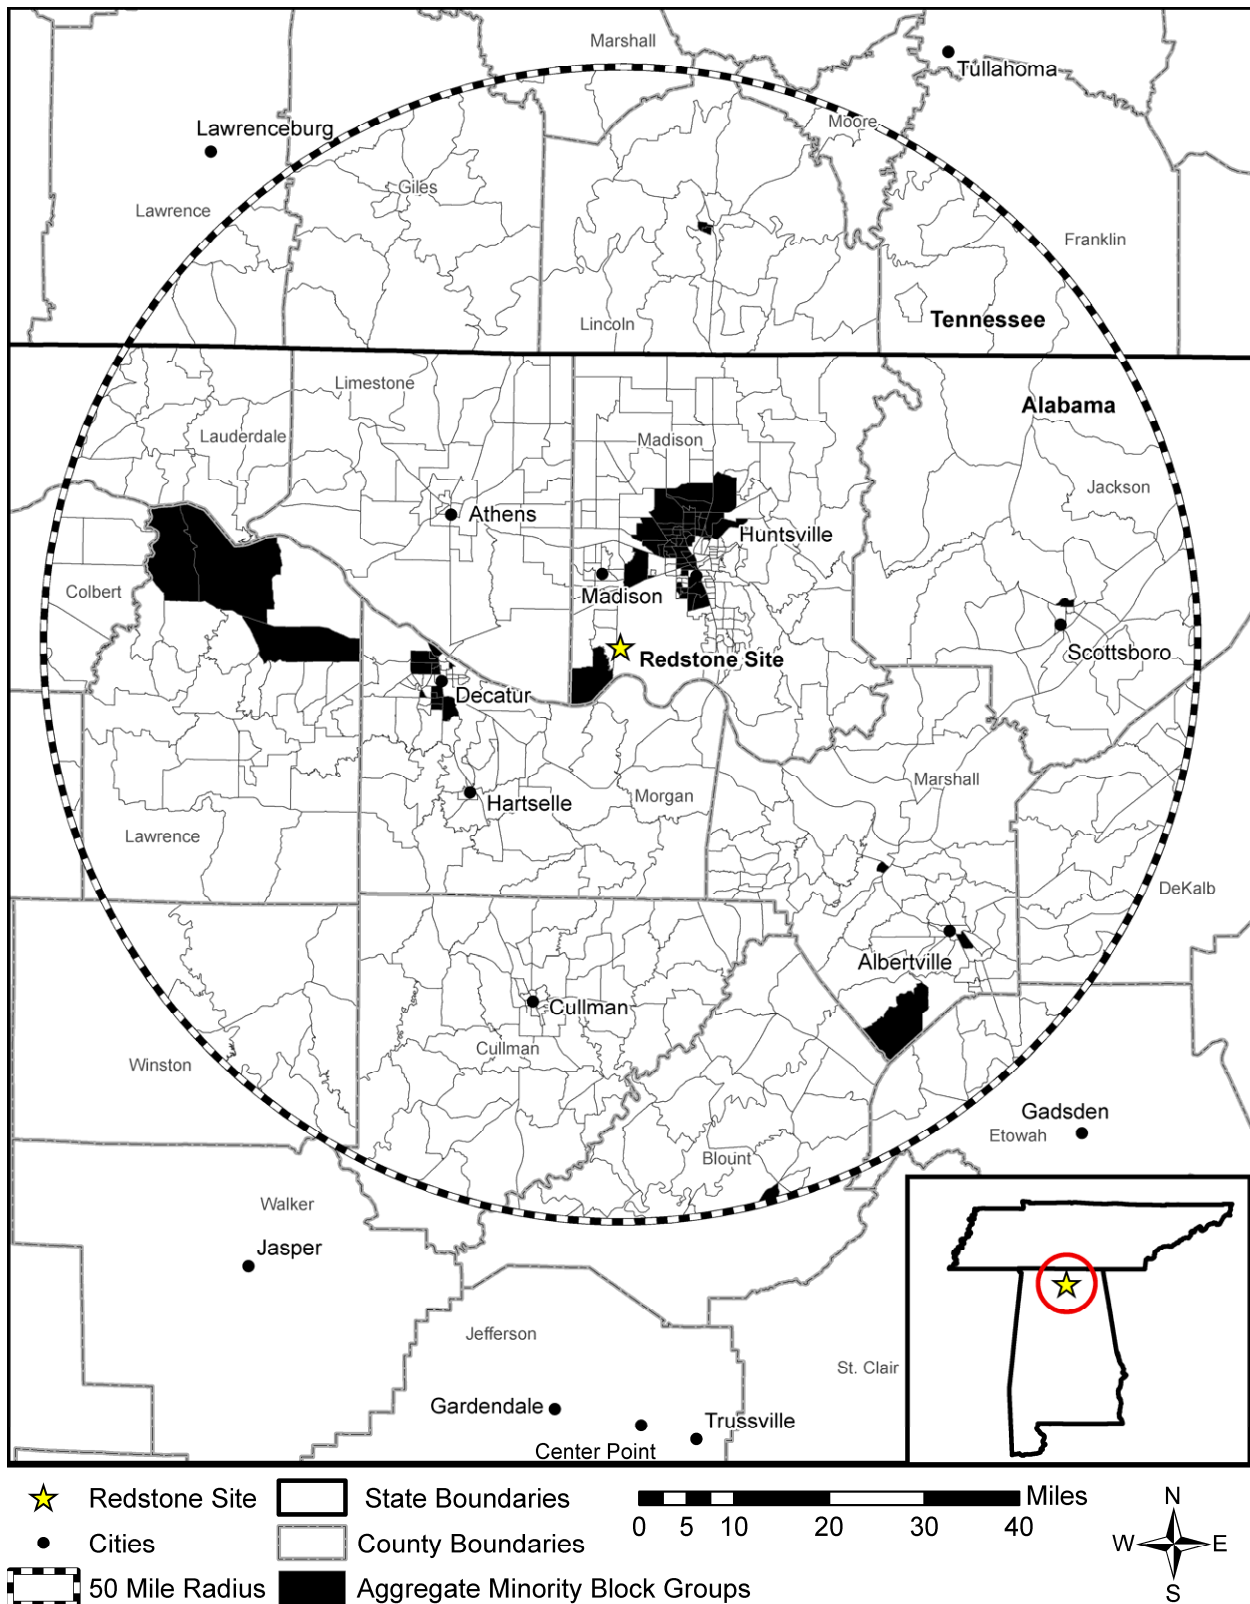 Marshall
Tullahoma
Moore
Lawrenceburg
Giles
Lawrence
Franklin
Lincoln
Tennessee
Limestone
Alabama
Lauderdale
Madison
Jackson
Athens
Huntsville
Colbert
Madison
Scottsboro
Redstone Site
Decatur
Marshall
Hartselle
Morgan
Lawrence
DeKalb
Albertville
Cullman
Cullman
Winston
Gadsden
Etowah
Blount
Walker
Jasper
Jefferson
St. Clair
Gardendale
Trussville
Center Point
Redstone Site
State Boundaries
Miles
0 5 10 20 30 40
Cities
County Boundaries
50 Mile Radius
Aggregate Minority Block Groups
N
W E
S